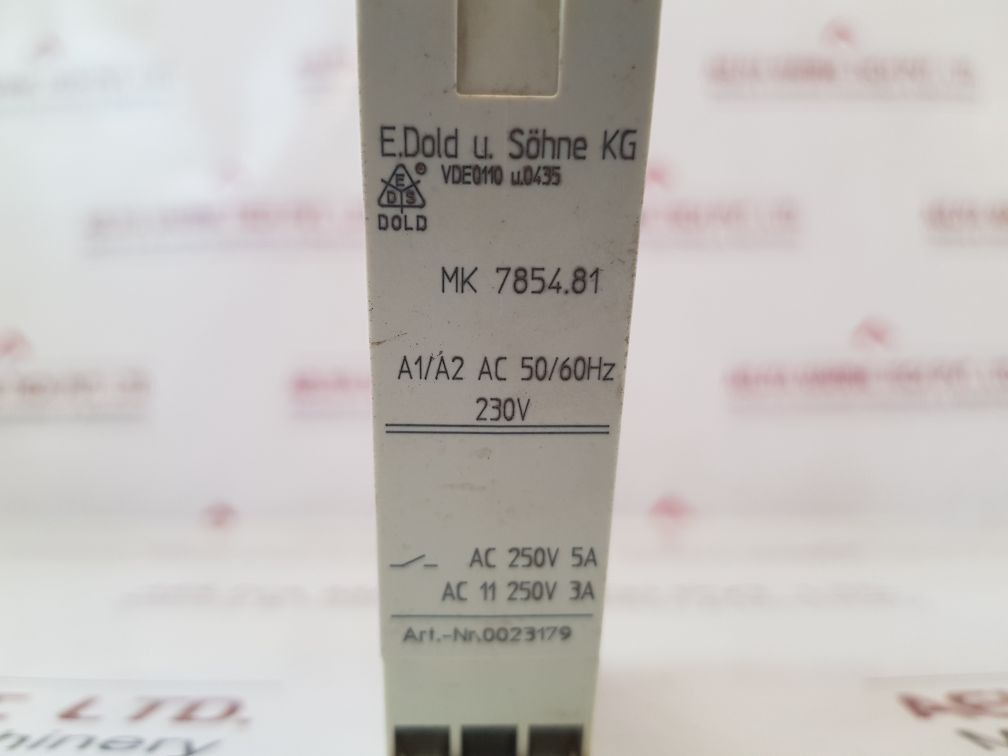 E.Dold u. Söhne KG
VDE0110 u.0435
E
D S
DOLD
MK 7854.81
A1/A2 AC 50/60Hz
230V
AC 250V 5A
AC 11 250V 3A
Art.-Nr.0023179
LTD.